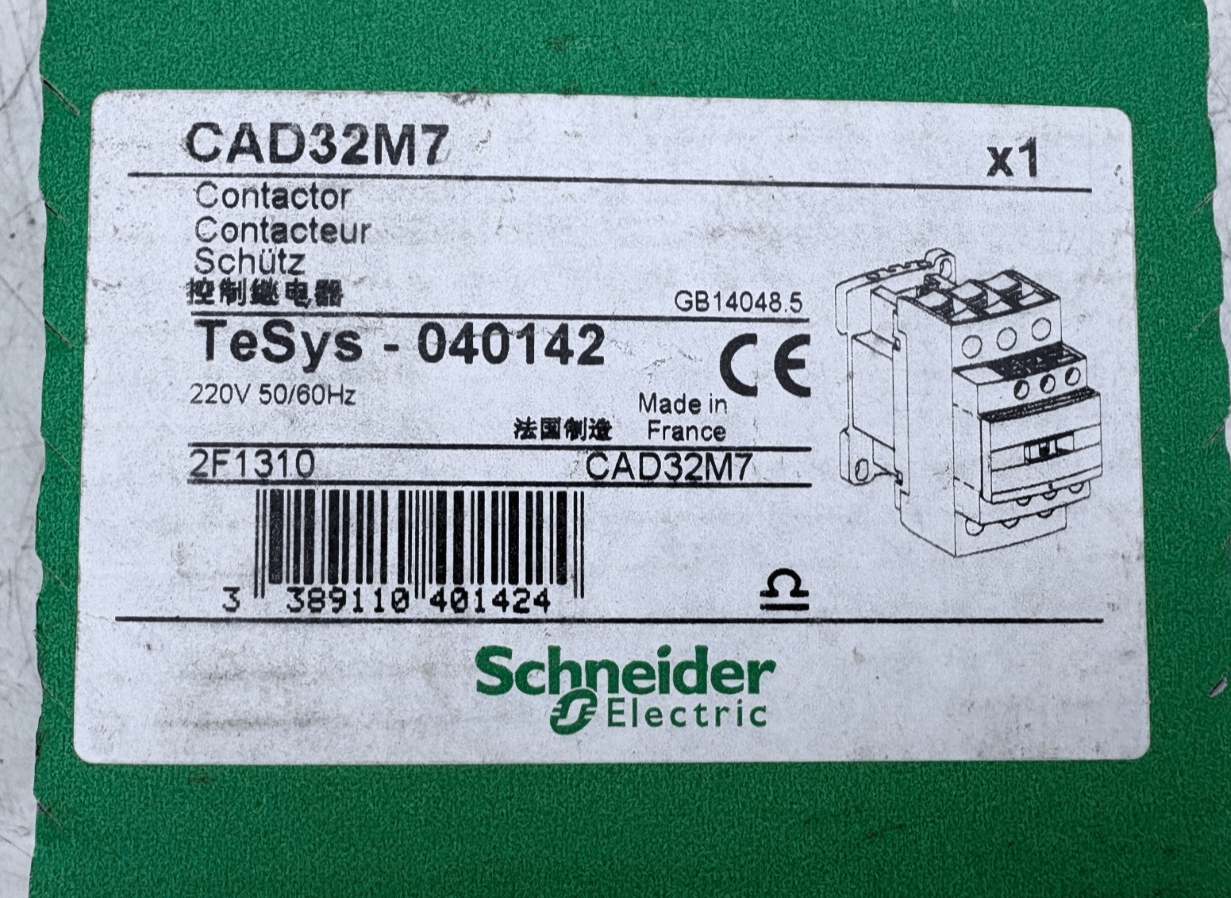 CAD32M7
x1
Contactor
Contacteur
Schütz
控制继电器
GB14048.5
TeSys - 040142
CE
220V 50/60Hz
Made in
法国制造 France
2F1310 CAD32M7
3 389110 401424
Schneider
Electric